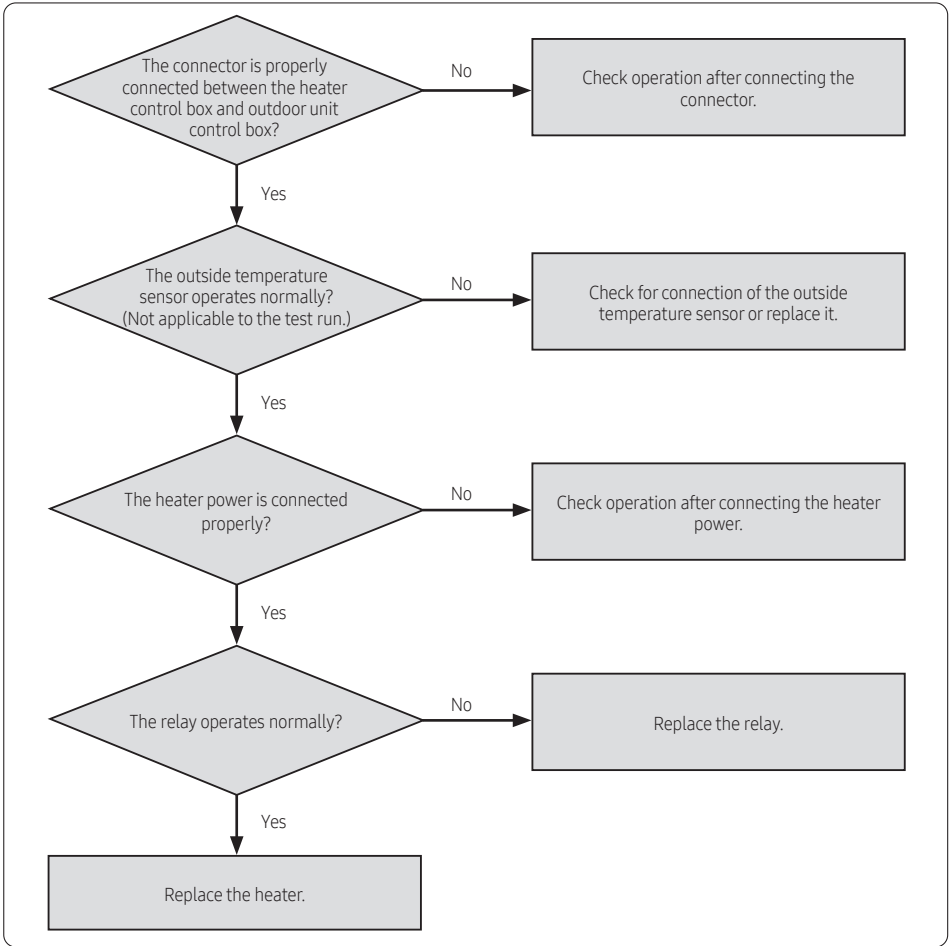 The connector is properly
connected between the heater
control box and outdoor unit
control box?
No
Check operation after connecting the
connector.
Yes
The outside temperature
sensor operates normally?
(Not applicable to the test run.)
No
Check for connection of the outside
temperature sensor or replace it.
Yes
The heater power is connected
properly?
No
Check operation after connecting the heater
power.
Yes
The relay operates normally?
No
Replace the relay.
Yes
Replace the heater.